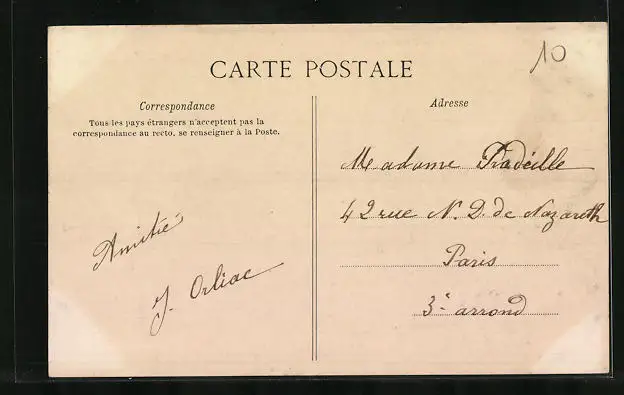 10
CARTE POSTALE
Correspondance
Tous les pays étrangers n'acceptent pas la
correspondance au recto, se renseigner à la Poste.
Amitié
J. Orliac
Adresse
Madame Fradeille
42 rue N. D. de Nazareth
Paris
3e arrond